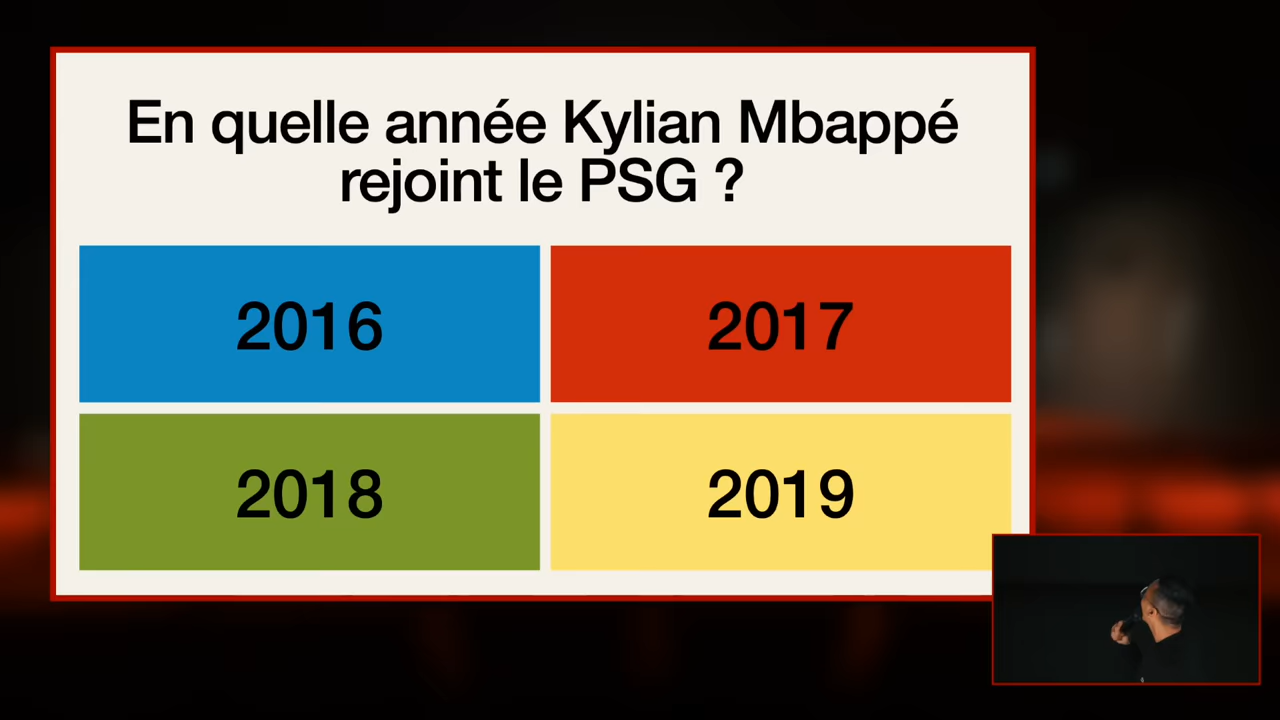 En quelle année Kylian Mbappé
rejoint le PSG ?
2016
2017
2018
2019